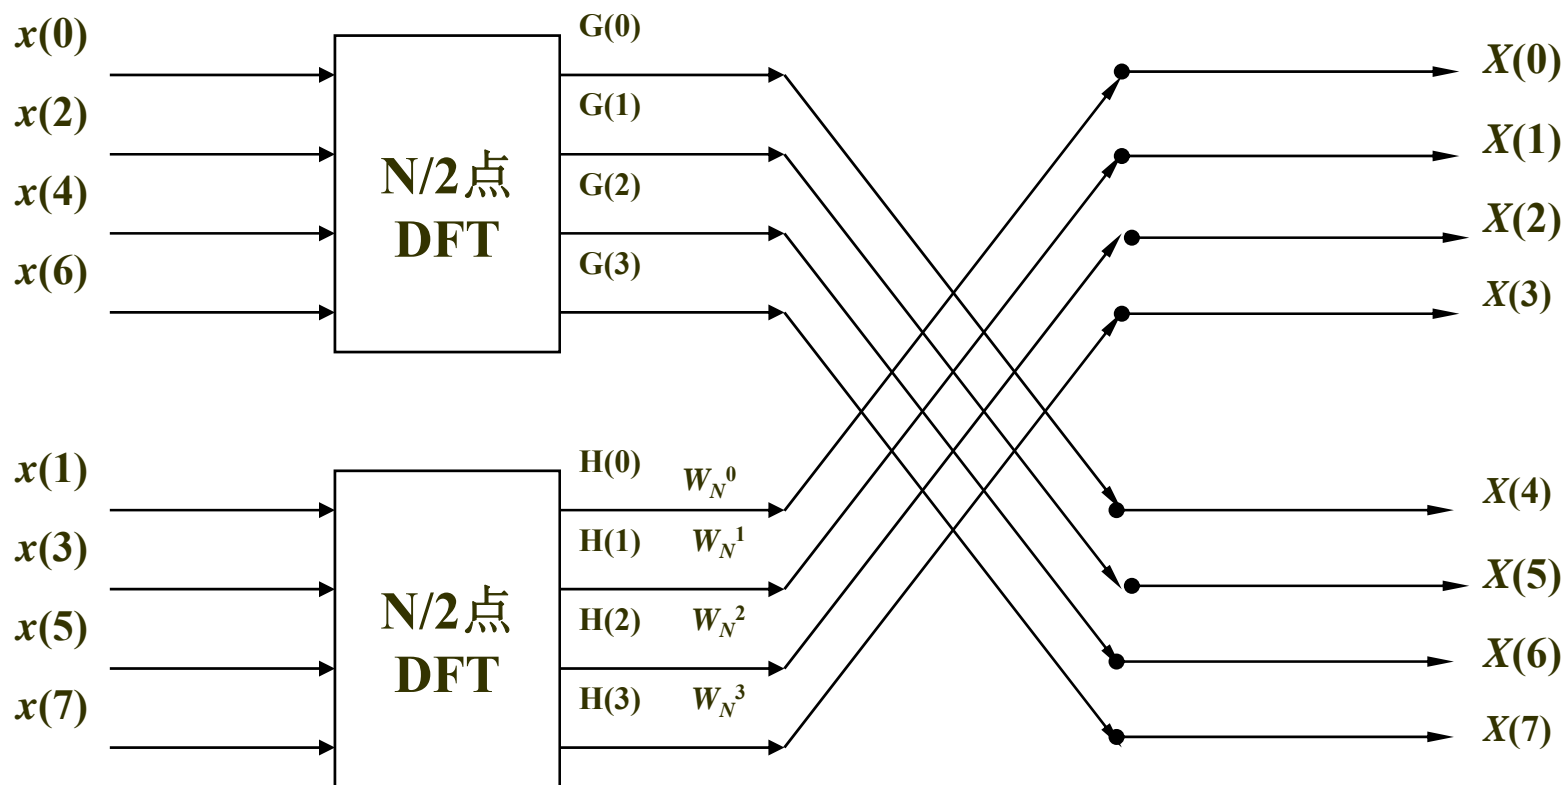 x(0)
x(2)
x(4)
x(6)
N/2点
DFT
G(0)
G(1)
G(2)
G(3)
X(0)
X(1)
X(2)
X(3)
x(1)
x(3)
x(5)
x(7)
N/2点
DFT
H(0) W_N^0
H(1) W_N^1
H(2) W_N^2
H(3) W_N^3
X(4)
X(5)
X(6)
X(7)